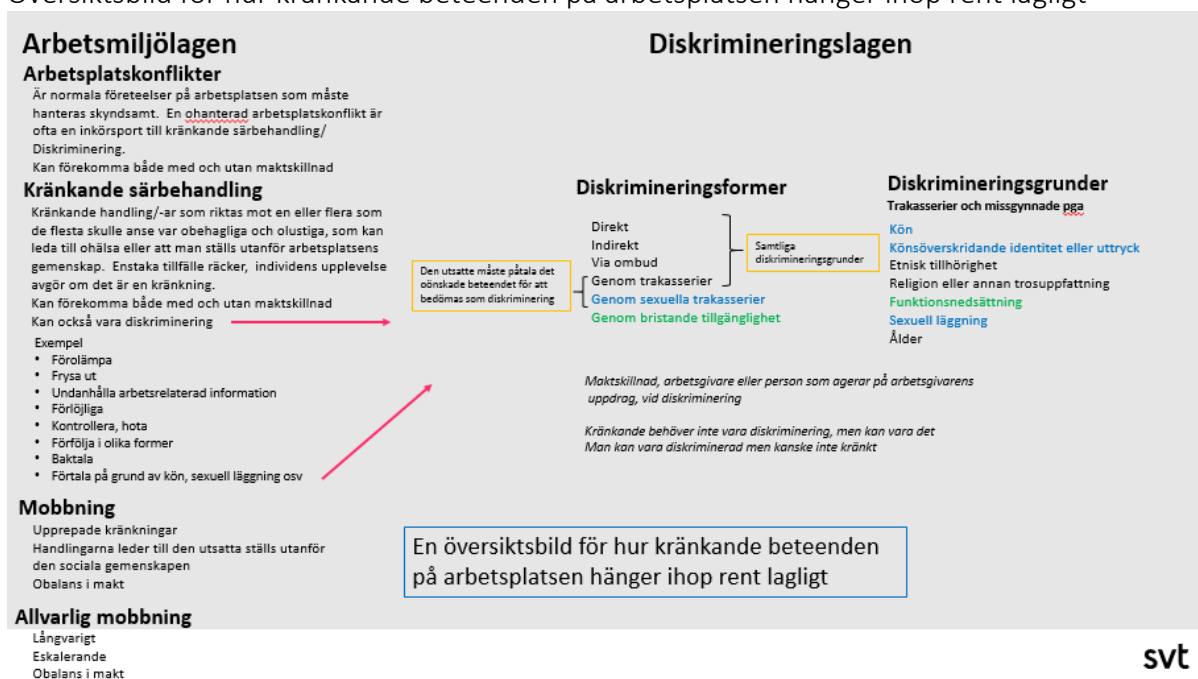 Översiktsbild för hur kränkande beteenden på arbetsplatsen hänger ihop rent lagligt
Arbetsmiljölagen
Arbetsplatskonflikter
Är normala företeelser på arbetsplatsen som måste
hanteras skyndsamt. En ohanterad arbetsplatskonflikt är
ofta en inkörsport till kränkande särbehandling/
Diskriminering.
Kan förekomma både med och utan maktskillnad
Kränkande särbehandling
Kränkande handling/-ar som riktas mot en eller flera som
de flesta skulle anse var obehagliga och olustiga, som kan
leda till ohälsa eller att man ställs utanför arbetsplatsens
gemenskap. Enstaka tillfälle räcker, individens upplevelse
avgör om det är en kränkning.
Kan förekomma både med och utan maktskillnad
Kan också vara diskriminering
Exempel
• Förolämpa
• Frysa ut
• Undanhålla arbetsrelaterad information
• Förlöjliga
• Kontrollera, hota
• Förfölja i olika former
• Baktala
• Förtala på grund av kön, sexuell läggning osv
Mobbning
Upprepade kränkningar
Handlingarna leder till den utsatta ställs utanför
den sociala gemenskapen
Obalans i makt
Allvarlig mobbning
Långvarigt
Eskalerande
Obalans i makt
Diskrimineringslagen
Den utsatte måste påtala det
oönskade beteendet för att
bedömas som diskriminering
Diskrimineringsformer
Direkt
Indirekt
Via ombud
Genom trakasserier
Genom sexuella trakasserier
Genom bristande tillgänglighet
Samtliga
diskrimineringsgrunder
Diskrimineringsgrunder
Trakasserier och missgynnade pga
Kön
Könsöverskridande identitet eller uttryck
Etnisk tillhörighet
Religion eller annan trosuppfattning
Funktionsnedsättning
Sexuell läggning
Ålder
Maktskillnad, arbetsgivare eller person som agerar på arbetsgivarens
uppdrag, vid diskriminering
Kränkande behöver inte vara diskriminering, men kan vara det
Man kan vara diskriminerad men kanske inte kränkt
En översiktsbild för hur kränkande beteenden
på arbetsplatsen hänger ihop rent lagligt
svt